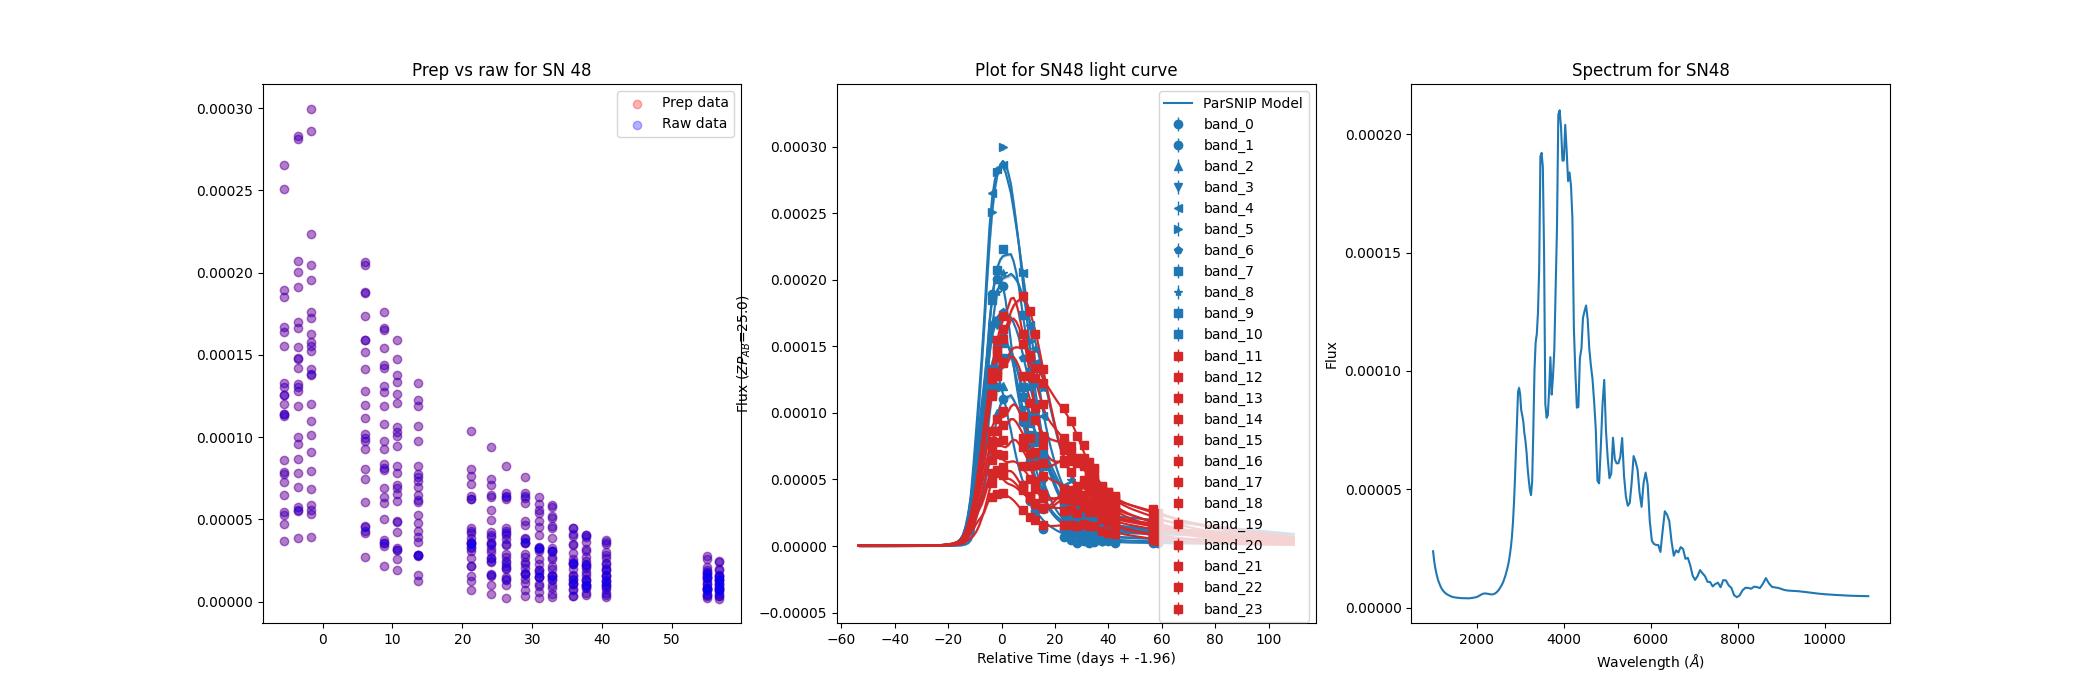 Prep vs raw for SN 48
Prep data
Raw data
0.00030
0.00025
0.00020
0.00015
0.00010
0.00005
0.00000
0
10
20
30
40
50
Plot for SN48 light curve
Flux (ZP_AB=25.0)
0.00030
0.00025
0.00020
0.00015
0.00010
0.00005
0.00000
−0.00005
ParSNIP Model
band_0
band_1
band_2
band_3
band_4
band_5
band_6
band_7
band_8
band_9
band_10
band_11
band_12
band_13
band_14
band_15
band_16
band_17
band_18
band_19
band_20
band_21
band_22
band_23
−60
−40
−20
0
20
40
60
80
100
Relative Time (days + -1.96)
Spectrum for SN48
Flux
0.00020
0.00015
0.00010
0.00005
0.00000
2000
4000
6000
8000
10000
Wavelength (Å)